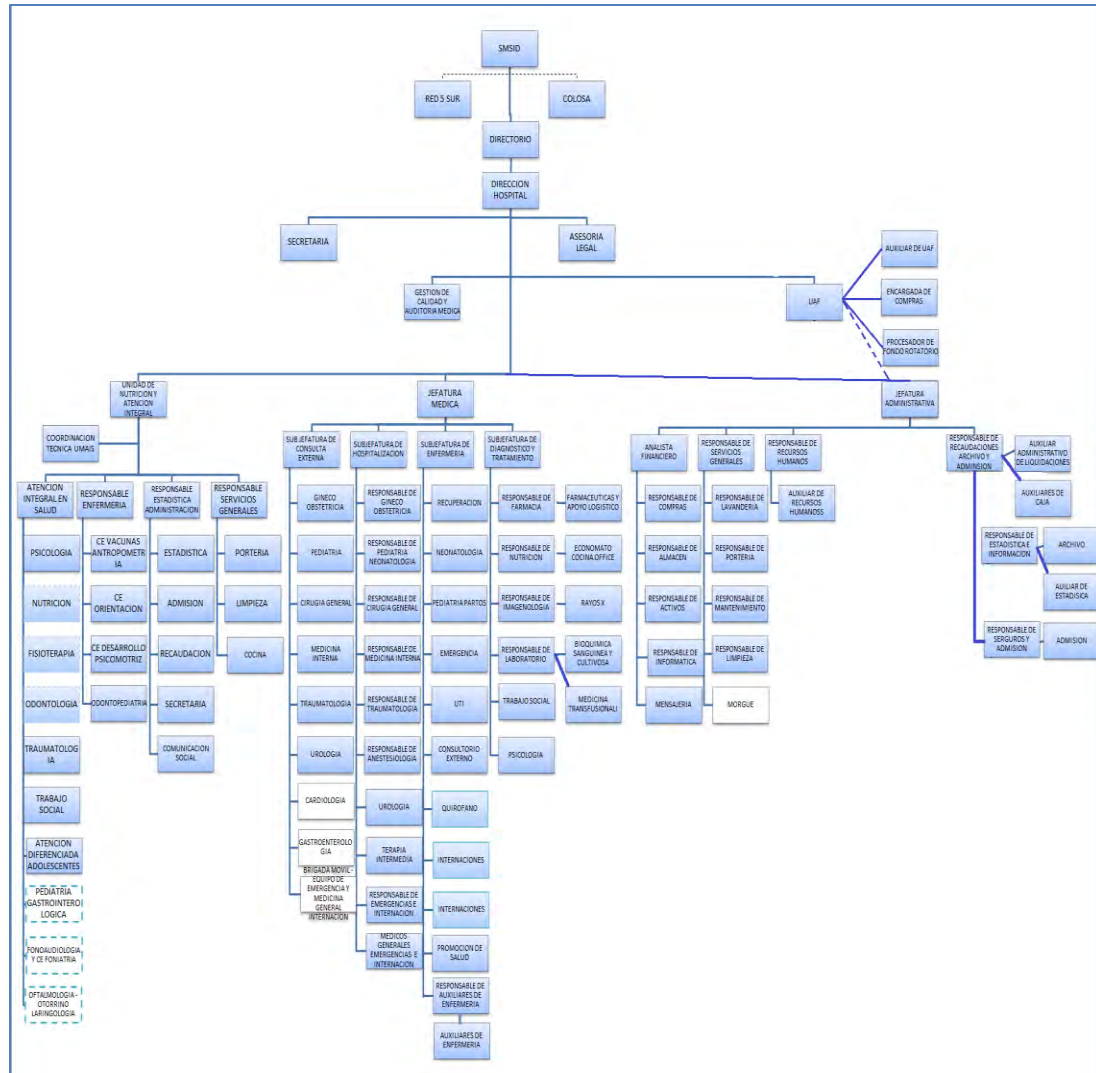 SMSID
RED 5 SUR
COLOSA
DIRECTORIO
DIRECCION
HOSPITAL
SECRETARIA
ASESORIA
LEGAL
GESTION DE
CALIDAD Y
AUDITORIA MEDICA
UAF
AUXILIAR DE UAF
ENCARGADA DE
COMPRAS
PROCESADOR DE
FONDO ROTATORIO
UNIDAD DE
NUTRICION Y
ATENCION
INTEGRAL
JEFATURA
MEDICA
JEFATURA
ADMINISTRATIVA
COORDINACION
TECNICA UMAIS
ATENCION
INTEGRAL EN
SALUD
PSICOLOGIA
NUTRICION
FISIOTERAPIA
ODONTOLOGIA
TRAUMATOLOG
IA
TRABAJO
SOCIAL
ATENCION
DIFERENCIADA
ADOLESCENTES
PEDIATRIA
GASTROINTERO
LOGICA
FONOAUDIOLOGIA
Y CE FONIATRIA
OFTALMOLOGIA -
OTORRINO
LARINGOLOGIA
RESPONSABLE
ENFERMERIA
CE VACUNAS
ANTROPOMETR
IA
CE
ORIENTACION
CE DESARROLLO
PSICOMOTRIZ
ODONTOPEDIATRIA
RESPONSABLE
ESTADISTICA
ADMINISTRACION
ESTADISTICA
ADMISION
RECAUDACION
SECRETARIA
COMUNICACION
SOCIAL
RESPONSABLE
SERVICIOS
GENERALES
PORTERIA
LIMPIEZA
COCINA
SUBJEFATURA DE
CONSULTA
EXTERNA
GINECO
OBSTETRICIA
PEDIATRIA
CIRUGIA GENERAL
MEDICINA
INTERNA
TRAUMATOLOGIA
UROLOGIA
CARDIOLOGIA
GASTROENTEROLO
GIA
BRIGADA MOVIL -
EQUIPO DE
EMERGENCIA Y
MEDICINA
GENERAL
INTERNACION
SUBJEFATURA DE
HOSPITALIZACION
RESPONSABLE DE
GINECO
OBSTETRICIA
RESPONSABLE DE
PEDIATRIA
NEONATOLOGIA
RESPONSABLE DE
CIRUGIA GENERAL
RESPONSABLE DE
MEDICINA INTERNA
RESPONSABLE DE
TRAUMATOLOGIA
RESPONSABLE DE
ANESTESIOLOGIA
UROLOGIA
TERAPIA
INTERMEDIA
RESPONSABLE DE
EMERGENCIAS E
INTERNACION
MEDICOS
GENERALES
EMERGENCIAS E
INTERNACION
SUBJEFATURA DE
ENFERMERIA
RECUPERACION
NEONATOLOGIA
PEDIATRIA PARTOS
EMERGENCIA
UTI
CONSULTORIO
EXTERNO
QUIROFANO
INTERNACIONES
INTERNACIONES
PROMOCION DE
SALUD
RESPONSABLE DE
AUXILIARES DE
ENFERMERIA
AUXILIARES DE
ENFERMERIA
SUBJEFATURA DE
DIAGNOSTICO Y
TRATAMIENTO
RESPONSABLE DE
FARMACIA
FARMACEUTICAS Y
APOYO LOGISTICO
RESPONSABLE DE
NUTRICION
ECONOMATO
COCINA OFFICE
RESPONSABLE DE
IMAGENOLOGIA
RAYOS X
RESPONSABLE DE
LABORATORIO
BIOQUIMICA
SANGUINEA Y
CULTIVOSA
MEDICINA
TRANSFUSIONALI
TRABAJO SOCIAL
PSICOLOGIA
ANALISTA
FINANCIERO
RESPONSABLE DE
COMPRAS
RESPONSABLE DE
ALMACEN
RESPONSABLE DE
ACTIVOS
RESPNSABLE DE
INFORMATICA
MENSAJERIA
RESPONSABLE DE
SERVICIOS
GENERALES
RESPONSABLE DE
LAVANDERIA
RESPONSABLE DE
PORTERIA
RESPONSABLE DE
MANTENIMIENTO
RESPONSABLE DE
LIMPIEZA
MORGUE
RESPONSABLE DE
RECURSOS
HUMANOS
AUXILIAR DE
RECURSOS
HUMANOSS
RESPONSABLE DE
RECAUDACIONES
ARCHIVO Y
ADMINSION
AUXILIAR
ADMINISTRATIVO
DE LIQUIDACIONES
AUXILIARES DE
CAJA
RESPONSABLE DE
ESTADISTICA E
INFORMACION
ARCHIVO
AUILIAR DE
ESTADISICA
RESPONSABLE DE
SERGUROS Y
ADMISION
ADMISION